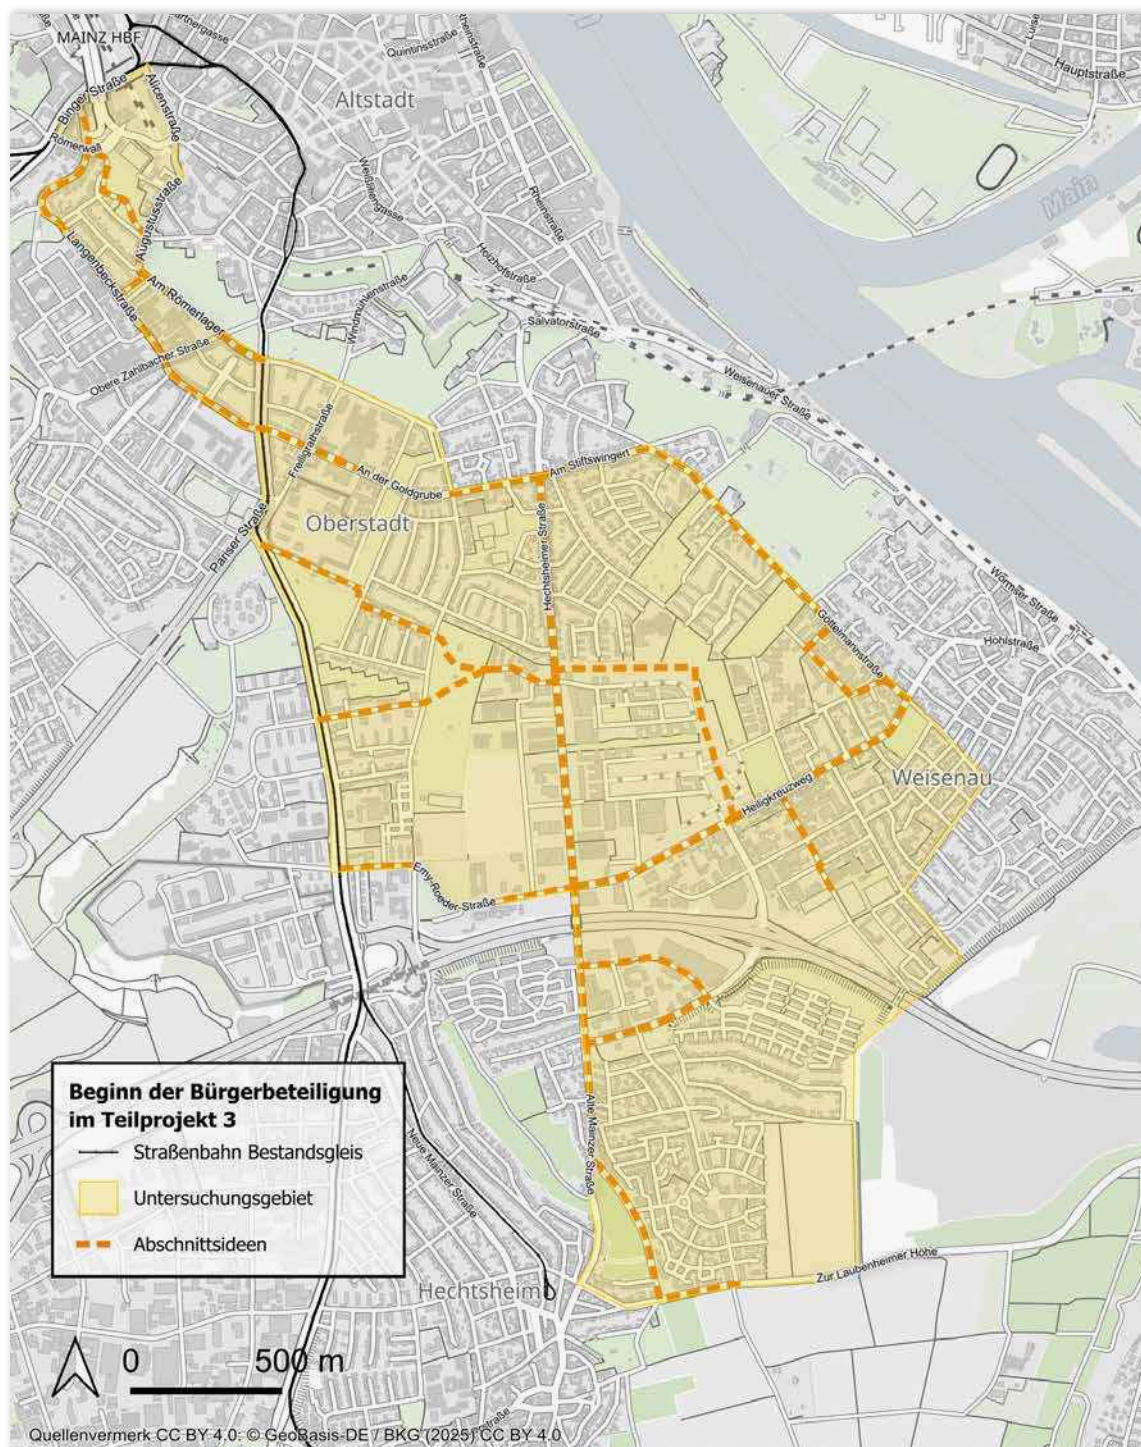 MAINZ HBF
Quintinsstraße
Rheinstraße
Hauptstraße
Binger Straße
Alicenstraße
Altstadt
Römerwall
Weißliliengasse
Main
Augustusstraße
Rheinstraße
Langenbeckstraße
Holzhofstraße
Am Römerlager
Windmühlenstraße
Salvatorstraße
Obere Zahlbacher Straße
Weisenauer Straße
Freiligrathstraße
An der Goldgrube
Am Stiftswingert
Oberstadt
Pariser Straße
Hechtsheimer Straße
Wormser Straße
Göttelmannstraße
Hohlstraße
Weisenau
Heiligkreuzweg
Emy-Roeder-Straße
Beginn der Bürgerbeteiligung
im Teilprojekt 3
Straßenbahn Bestandsgleis
Untersuchungsgebiet
Abschnittsideen
Neue Mainzer Straße
Alte Mainzer Straße
Zur Laubenheimer Höhe
Hechtsheim
0 500 m
Quellenvermerk CC BY 4.0: © GeoBasis-DE / BKG (2025) CC BY 4.0